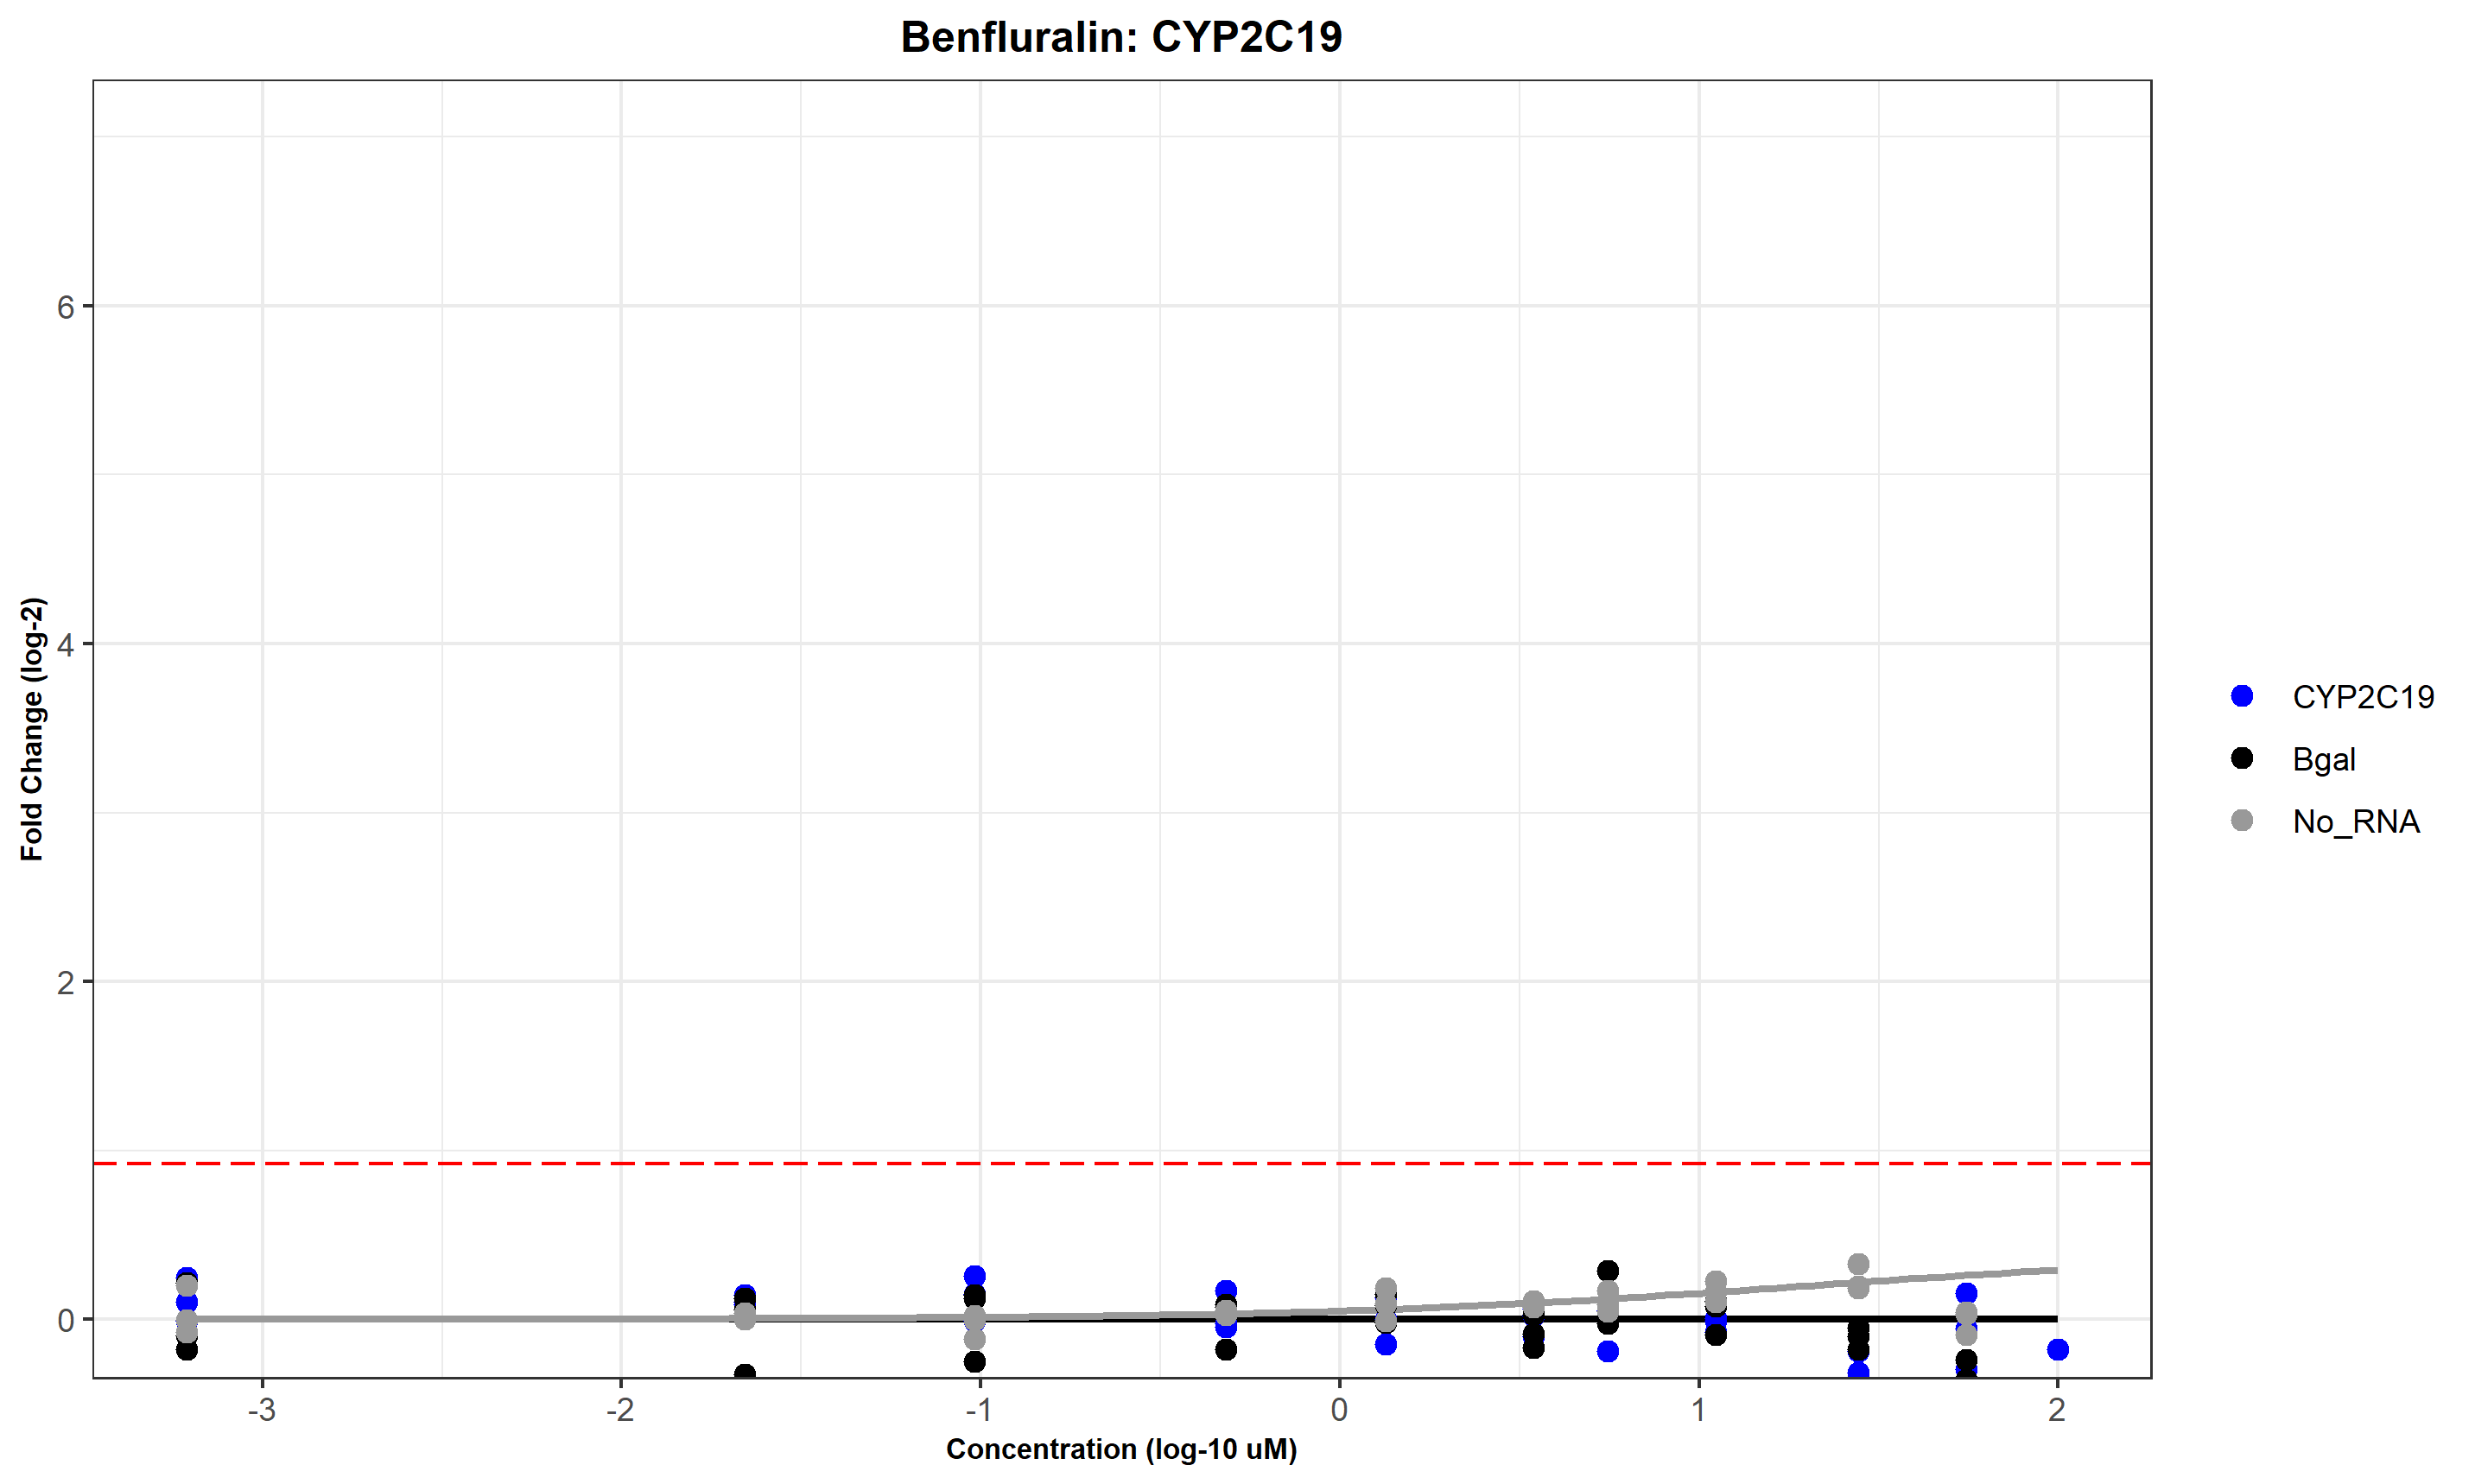 Benfluralin: CYP2C19
Fold Change (log-2)
6
4
2
0
-3
-2
-1
0
1
2
Concentration (log-10 uM)
CYP2C19
Bgal
No_RNA